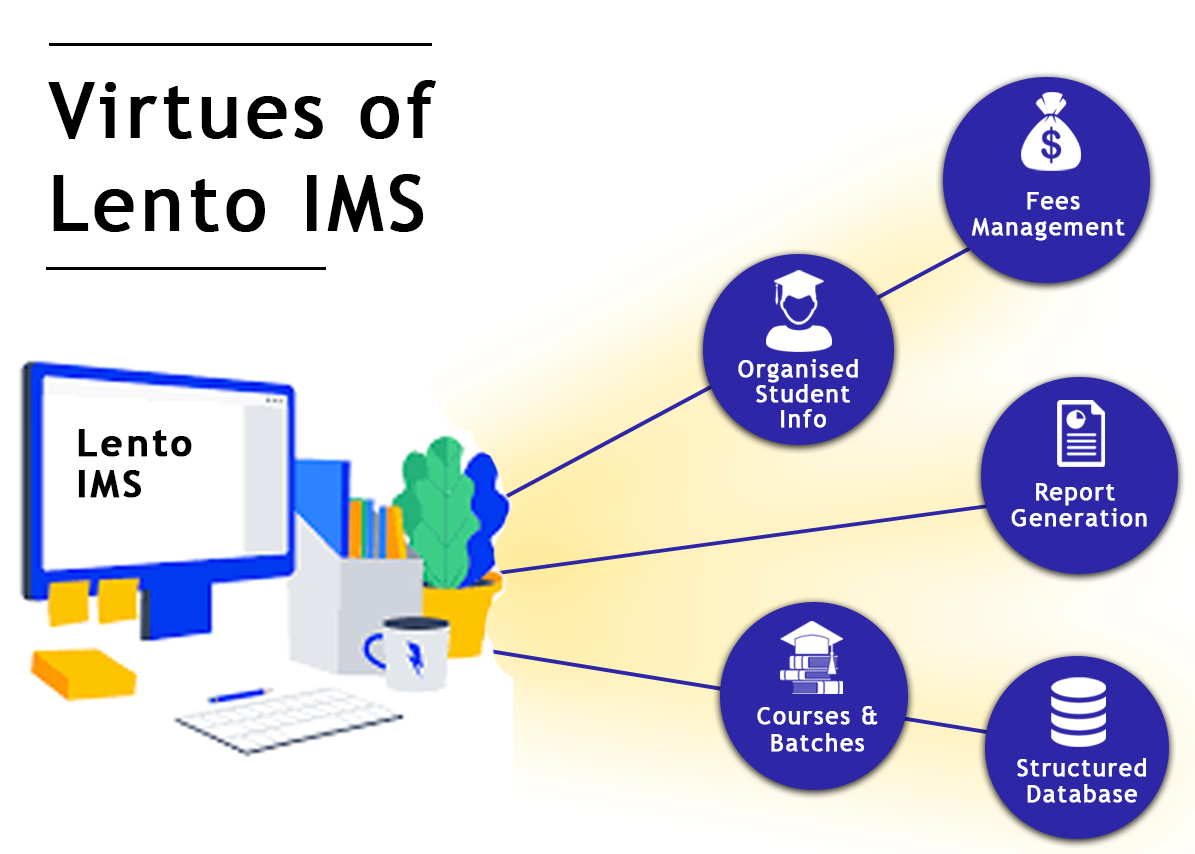 Virtues of
Lento IMS
Lento
IMS
$
Fees
Management
Organised
Student
Info
Report
Generation
Courses &
Batches
Structured
Database